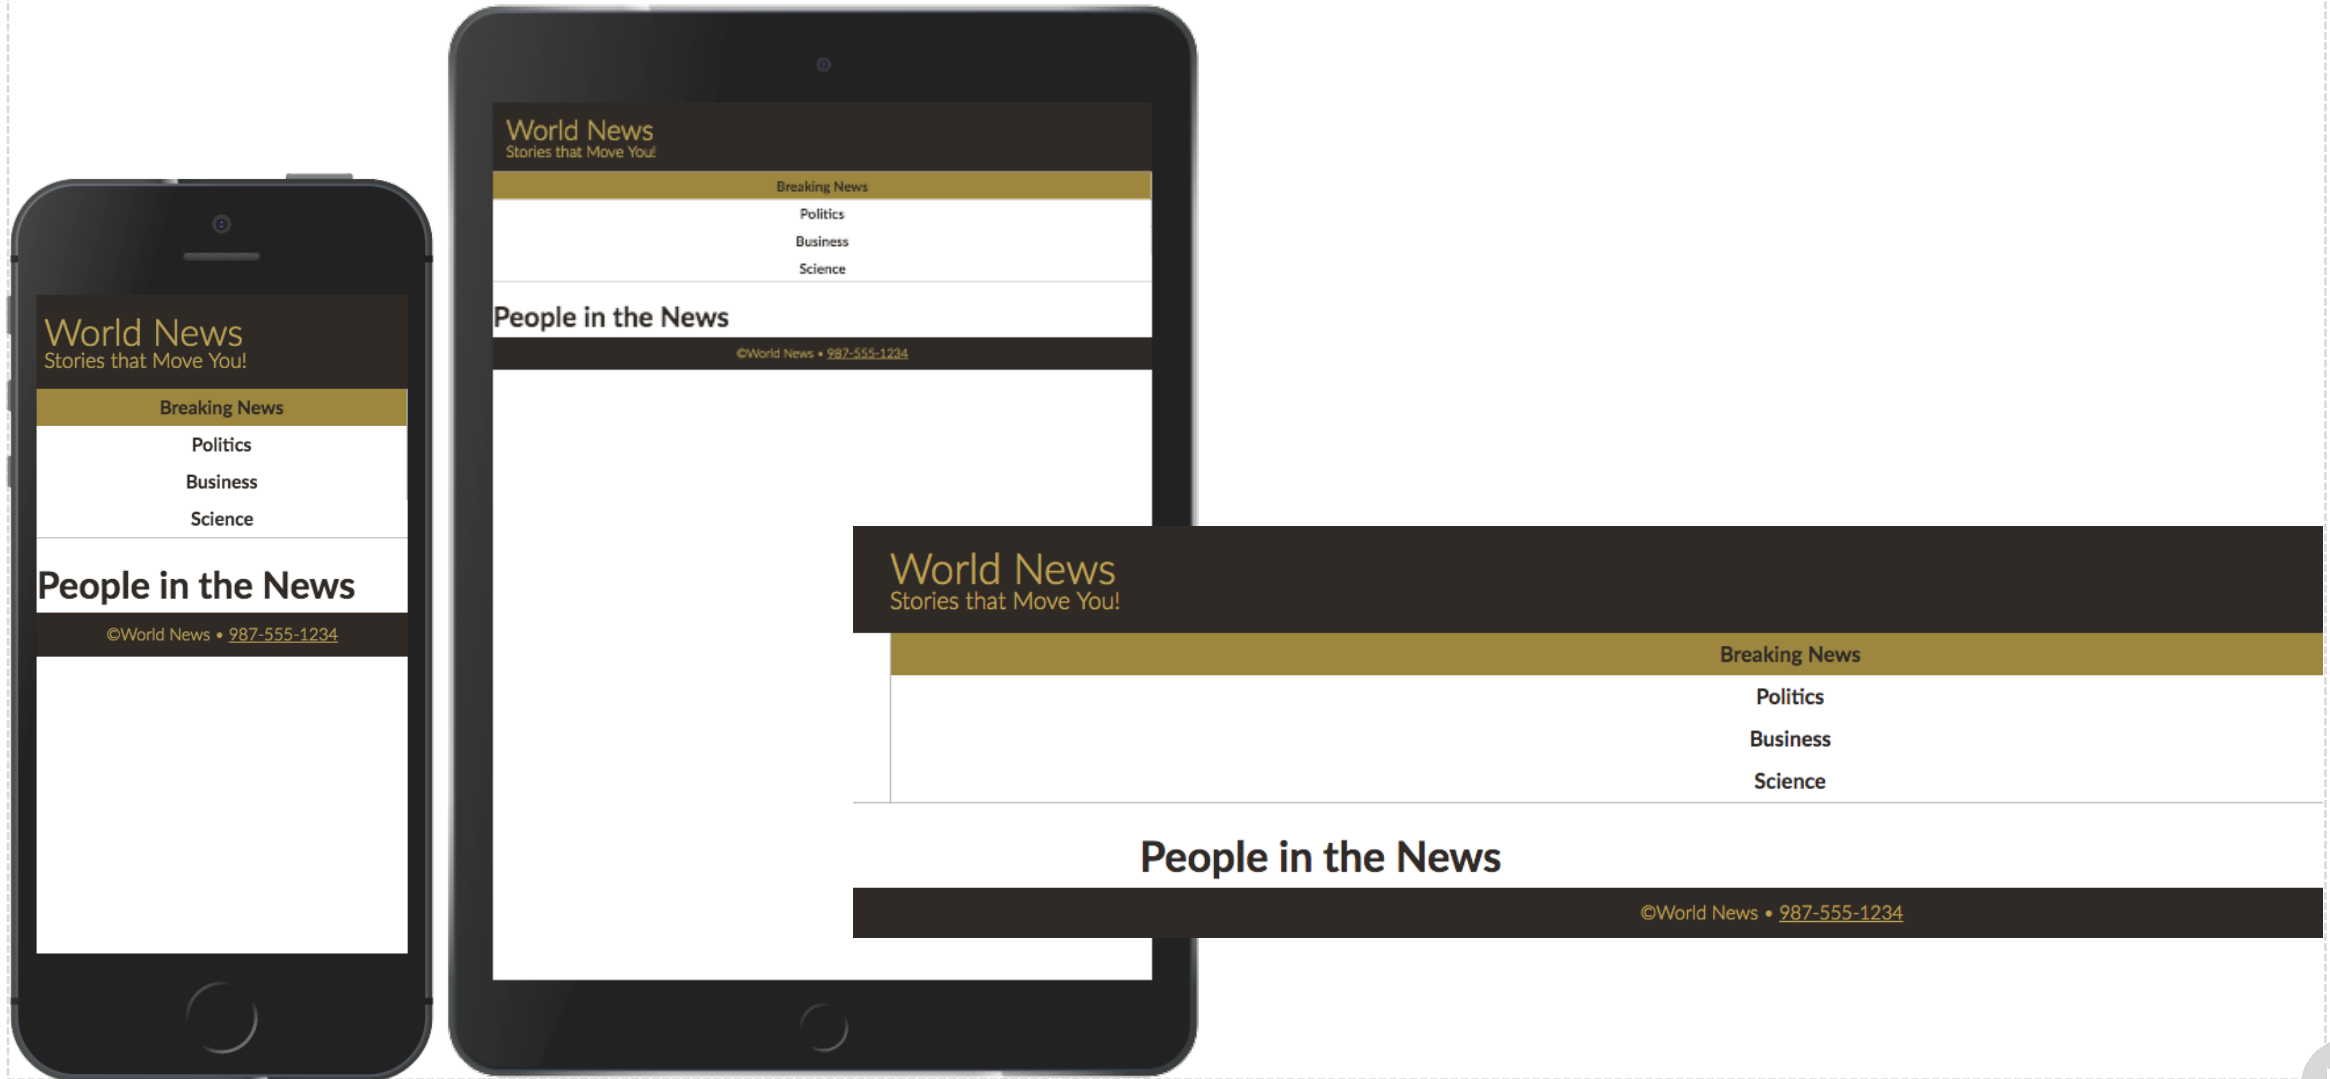 World News
Stories that Move You!
Breaking News
Politics
Business
Science
People in the News
©World News • 987-555-1234
World News
Stories that Move You!
Breaking News
Politics
Business
Science
People in the News
©World News • 987-555-1234
World News
Stories that Move You!
Breaking News
Politics
Business
Science
People in the News
©World News • 987-555-1234